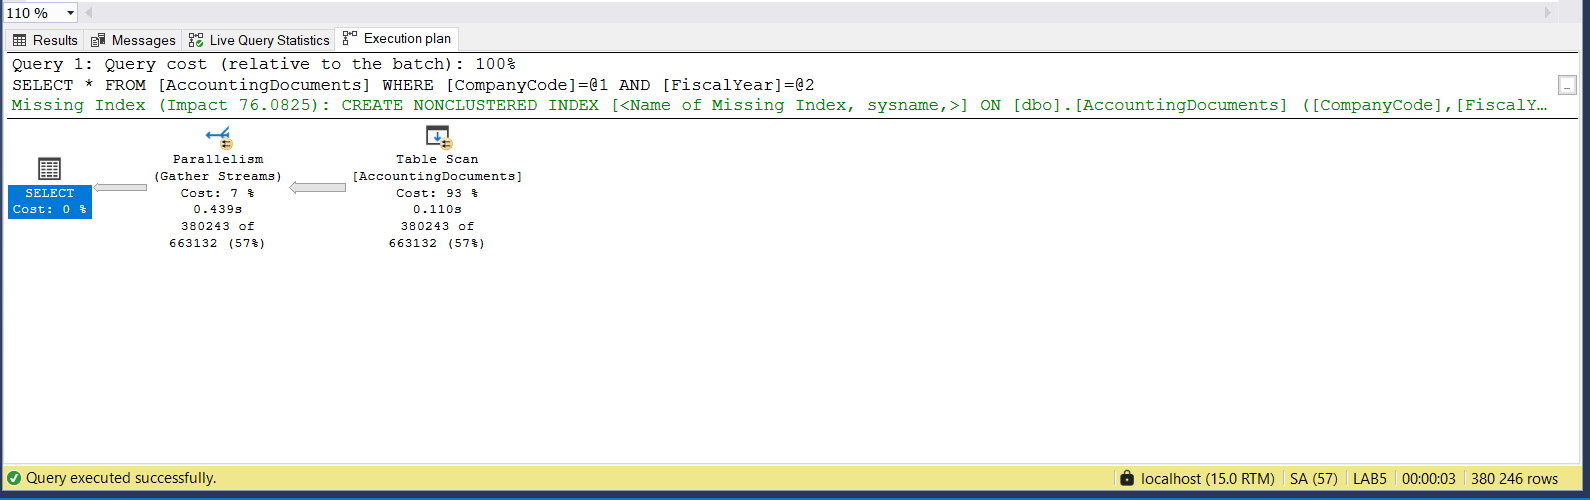 110 %
Results Messages Live Query Statistics Execution plan
Query 1: Query cost (relative to the batch): 100%
SELECT * FROM [AccountingDocuments] WHERE [CompanyCode]=@1 AND [FiscalYear]=@2
Missing Index (Impact 76.0825): CREATE NONCLUSTERED INDEX [<Name of Missing Index, sysname,>] ON [dbo].[AccountingDocuments] ([CompanyCode],[FiscalY...
SELECT
Cost: 0 %
Parallelism
(Gather Streams)
Cost: 7 %
0.439s
380243 of
663132 (57%)
Table Scan
[AccountingDocuments]
Cost: 93 %
0.110s
380243 of
663132 (57%)
Query executed successfully. localhost (15.0 RTM) SA (57) LAB5 00:00:03 380 246 rows